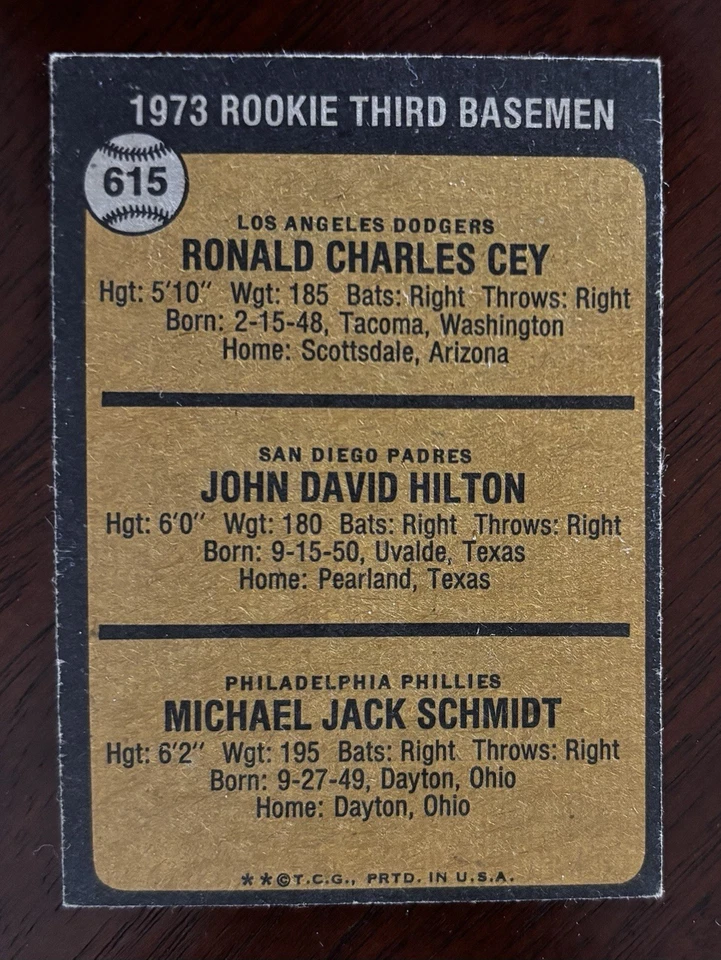 1973 ROOKIE THIRD BASEMEN
615
LOS ANGELES DODGERS
RONALD CHARLES CEY
Hgt: 5'10" Wgt: 185 Bats: Right Throws: Right
Born: 2-15-48, Tacoma, Washington
Home: Scottsdale, Arizona
SAN DIEGO PADRES
JOHN DAVID HILTON
Hgt: 6'0" Wgt: 180 Bats: Right Throws: Right
Born: 9-15-50, Uvalde, Texas
Home: Pearland, Texas
PHILADELPHIA PHILLIES
MICHAEL JACK SCHMIDT
Hgt: 6'2" Wgt: 195 Bats: Right Throws: Right
Born: 9-27-49, Dayton, Ohio
Home: Dayton, Ohio
**©T.C.G., PRTD. IN U.S.A.